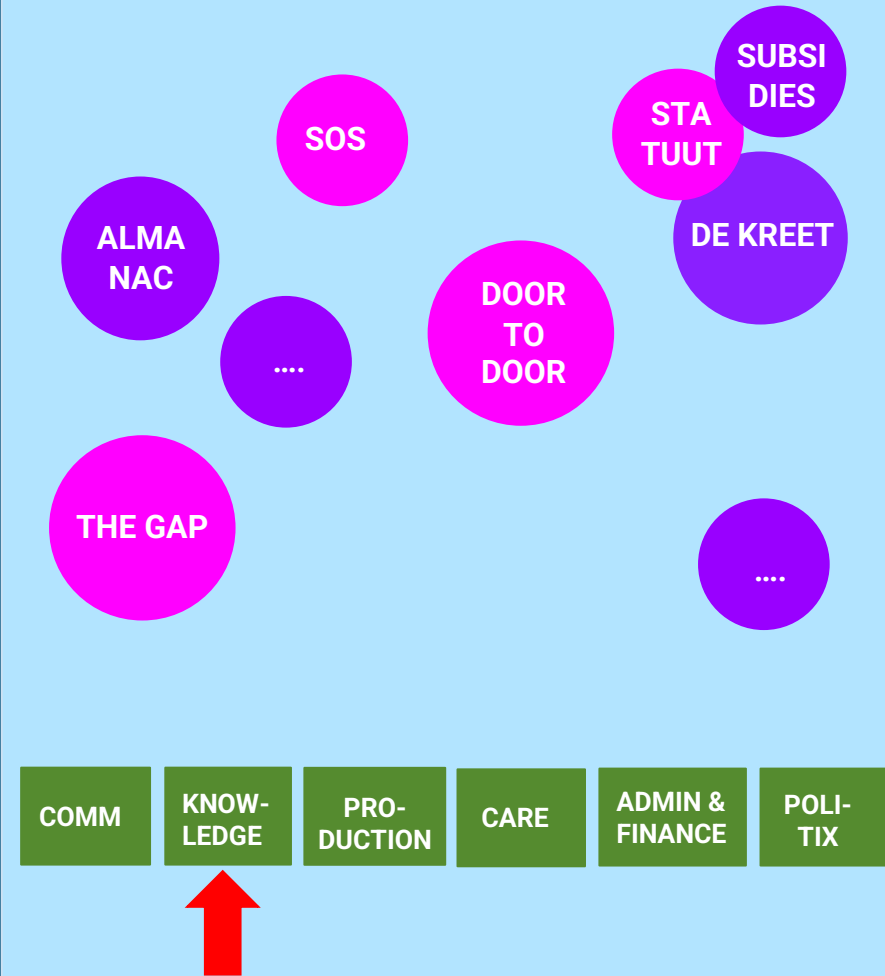 SUBSI
DIES
SOS
STA
TUUT
ALMA
NAC
DE KREET
DOOR
TO
DOOR
....
THE GAP
....
COMM
KNOW-
LEDGE
PRO-
DUCTION
CARE
ADMIN &
FINANCE
POLI-
TIX